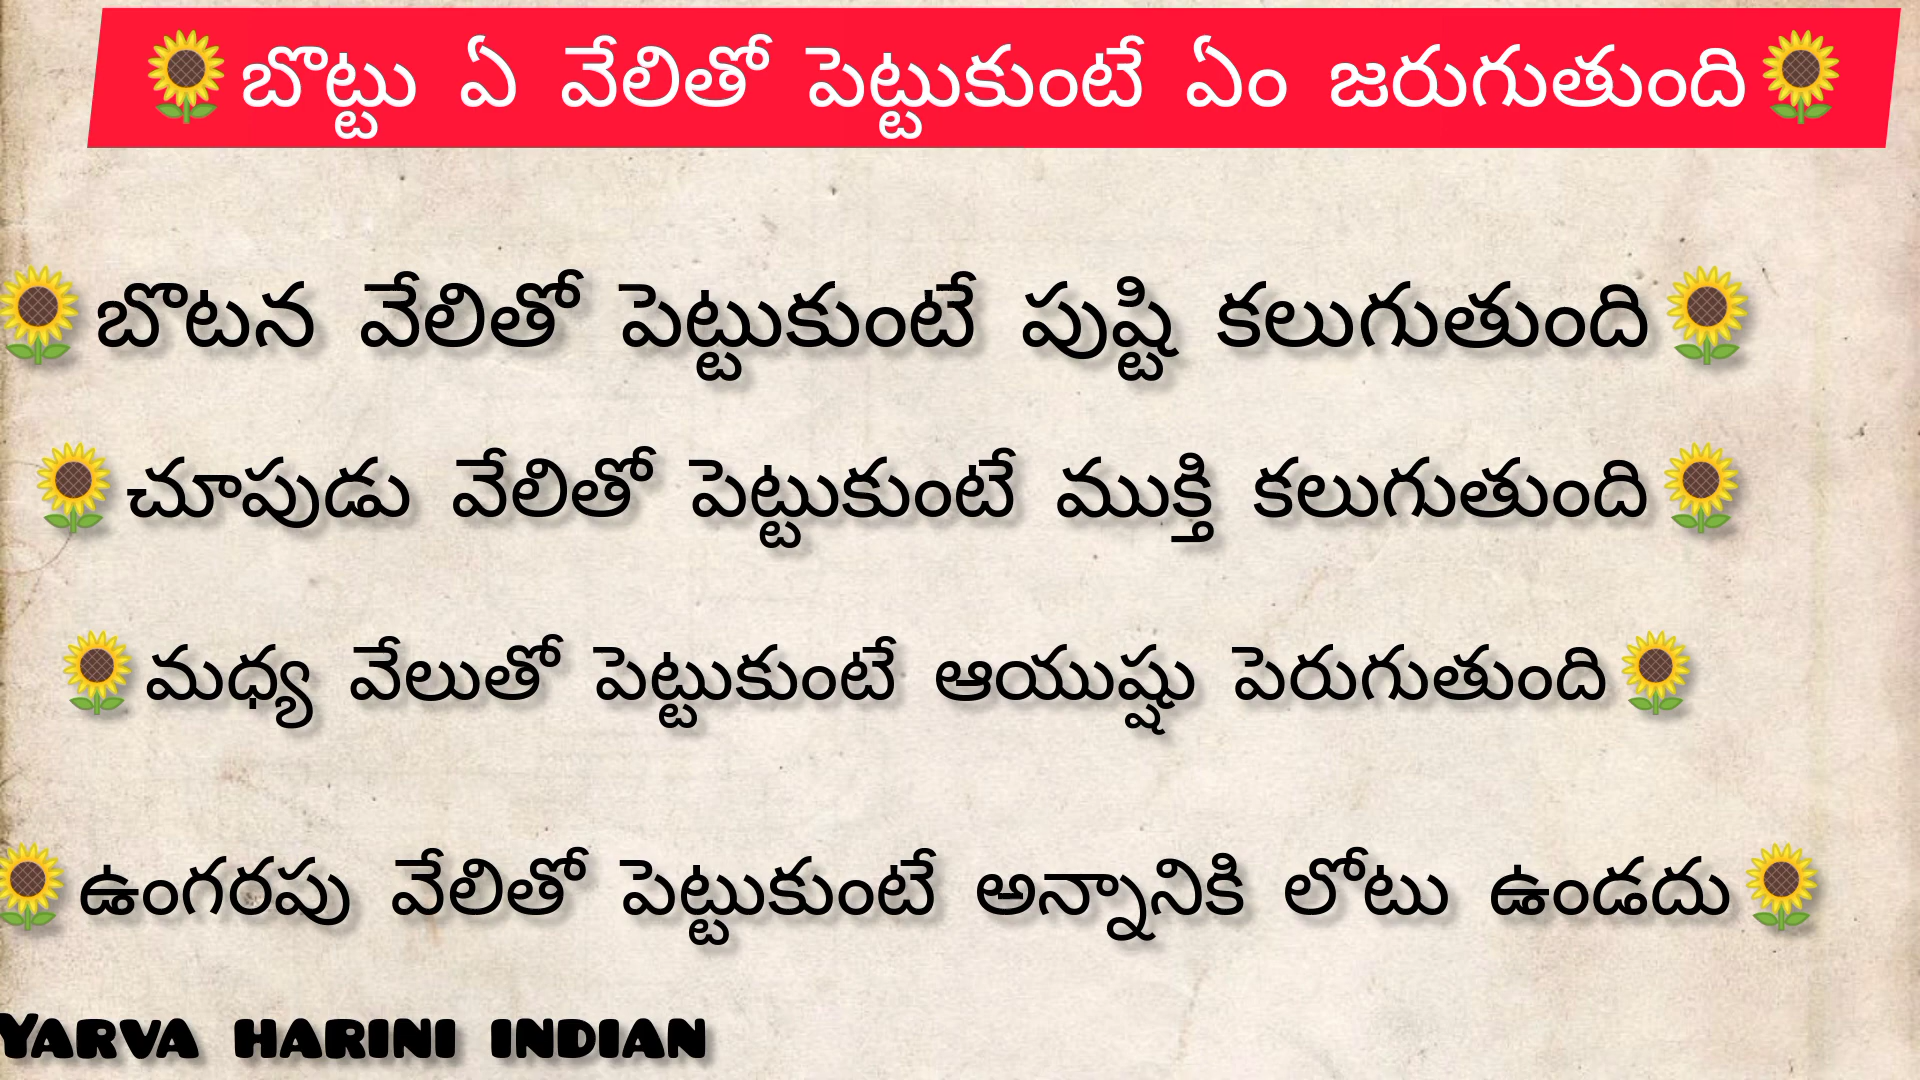 🌻బొట్టు ఏ వేలితో పెట్టుకుంటే ఏం జరుగుతుంది🌻
🌻బొటన వేలితో పెట్టుకుంటే పుష్టి కలుగుతుంది🌻
🌻చూపుడు వేలితో పెట్టుకుంటే ముక్తి కలుగుతుంది🌻
🌻మధ్య వేలుతో పెట్టుకుంటే ఆయుష్షు పెరుగుతుంది🌻
🌻ఉంగరపు వేలితో పెట్టుకుంటే అన్నానికి లోటు ఉండదు🌻
YARVA HARINI INDIAN